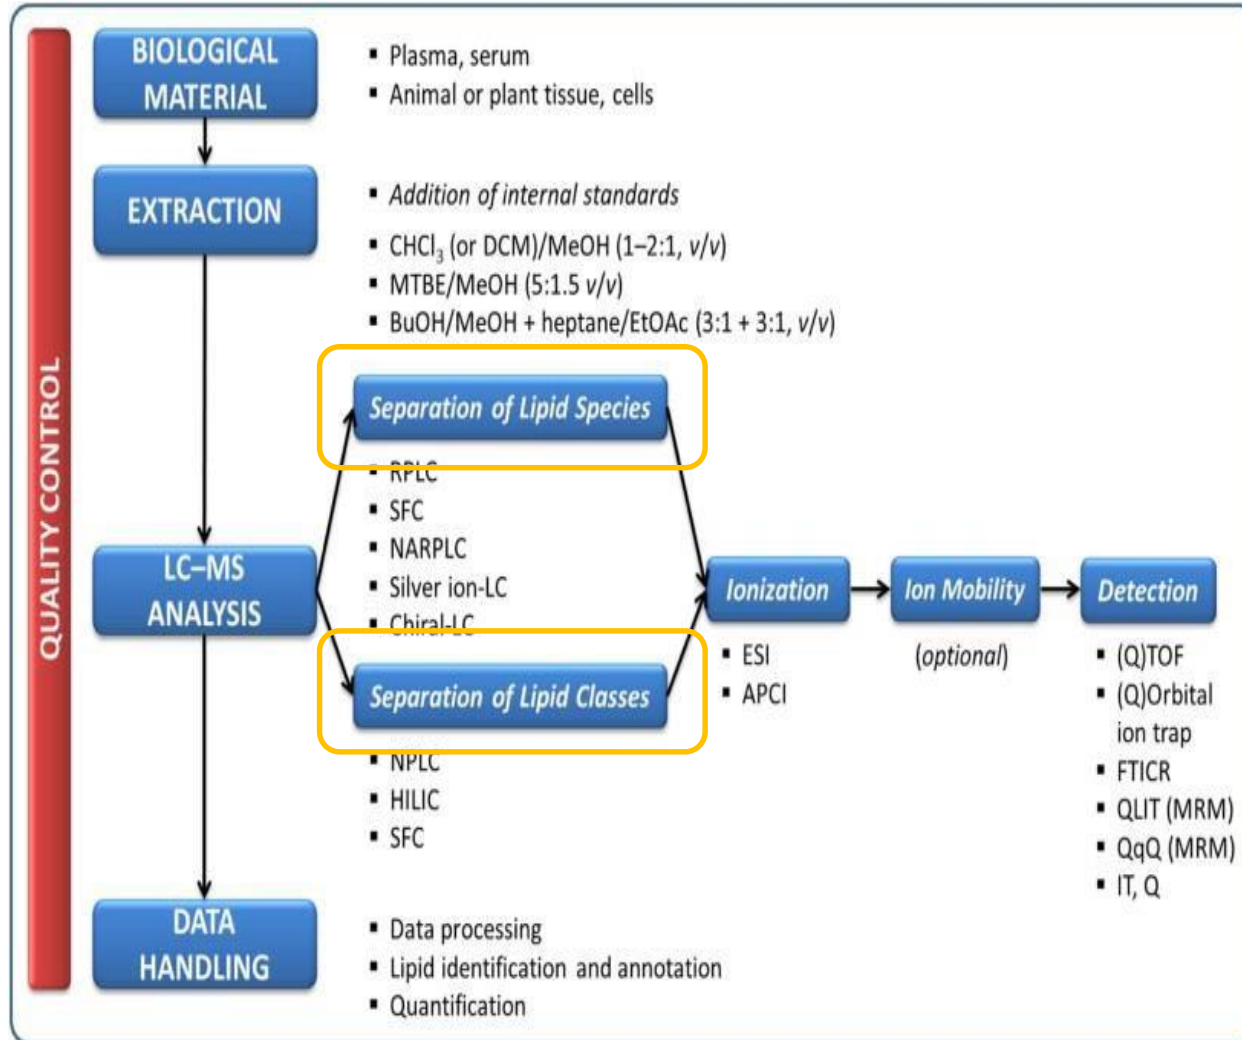 QUALITY CONTROL
BIOLOGICAL
MATERIAL
▪ Plasma, serum
▪ Animal or plant tissue, cells
EXTRACTION
▪ Addition of internal standards
▪ CHCl₃ (or DCM)/MeOH (1–2:1, v/v)
▪ MTBE/MeOH (5:1.5 v/v)
▪ BuOH/MeOH + heptane/EtOAc (3:1 + 3:1, v/v)
LC–MS
ANALYSIS
Separation of Lipid Species
▪ RPLC
▪ SFC
▪ NARPLC
▪ Silver ion-LC
▪ Chiral-LC
Separation of Lipid Classes
▪ NPLC
▪ HILIC
▪ SFC
Ionization
▪ ESI
▪ APCI
Ion Mobility
(optional)
Detection
▪ (Q)TOF
▪ (Q)Orbital
ion trap
▪ FTICR
▪ QLIT (MRM)
▪ QqQ (MRM)
▪ IT, Q
DATA
HANDLING
▪ Data processing
▪ Lipid identification and annotation
▪ Quantification